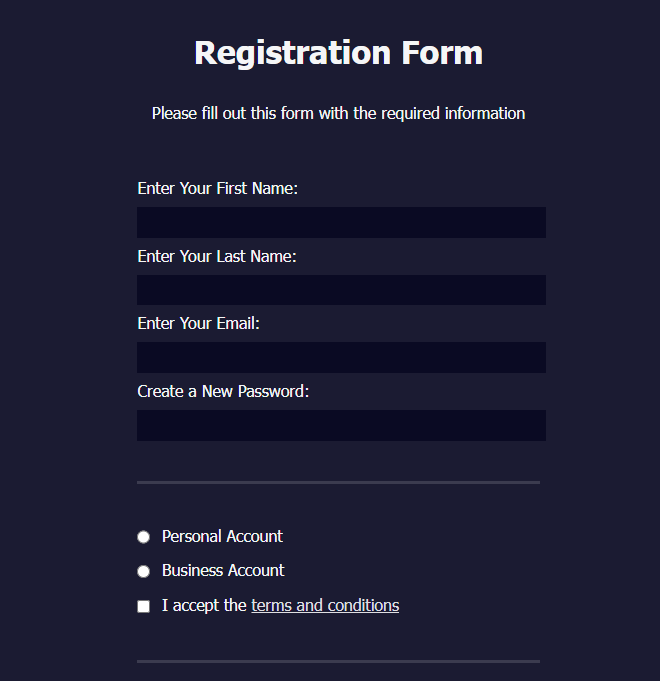 Registration Form
Please fill out this form with the required information
Enter Your First Name:
Enter Your Last Name:
Enter Your Email:
Create a New Password:
Personal Account
Business Account
I accept the terms and conditions